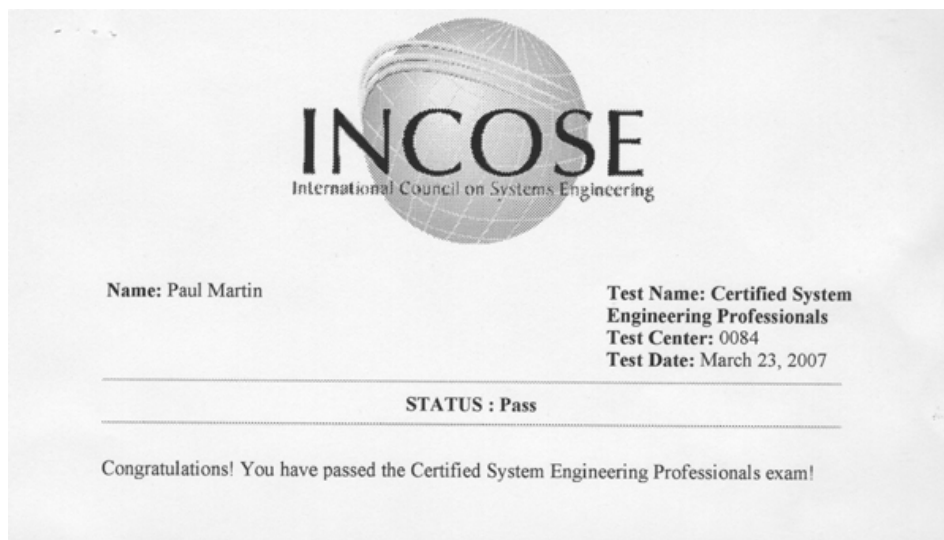 INCOSE
International Council on Systems Engineering
Name: Paul Martin
Test Name: Certified System
Engineering Professionals
Test Center: 0084
Test Date: March 23, 2007
STATUS : Pass
Congratulations! You have passed the Certified System Engineering Professionals exam!